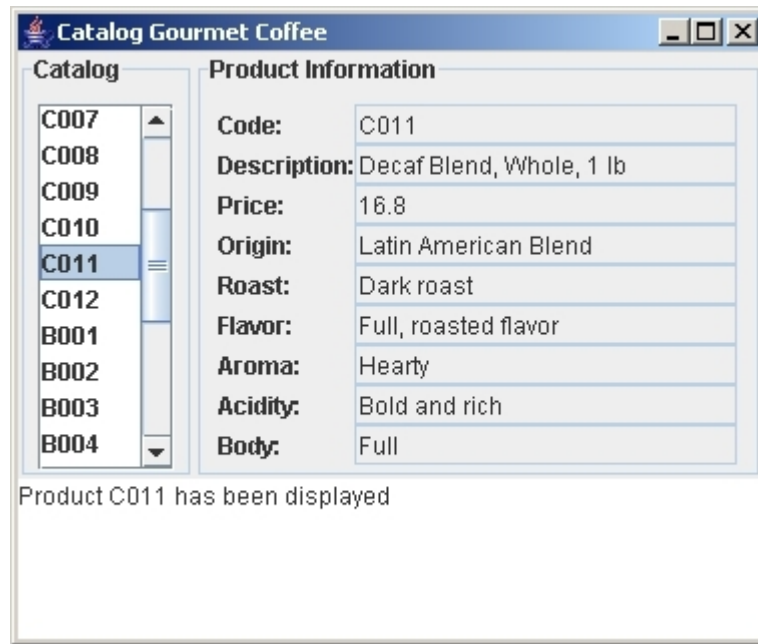 Catalog Gourmet Coffee
Catalog
C007
C008
C009
C010
C011
C012
B001
B002
B003
B004
Product Information
Code: C011
Description: Decaf Blend, Whole, 1 lb
Price: 16.8
Origin: Latin American Blend
Roast: Dark roast
Flavor: Full, roasted flavor
Aroma: Hearty
Acidity: Bold and rich
Body: Full
Product C011 has been displayed